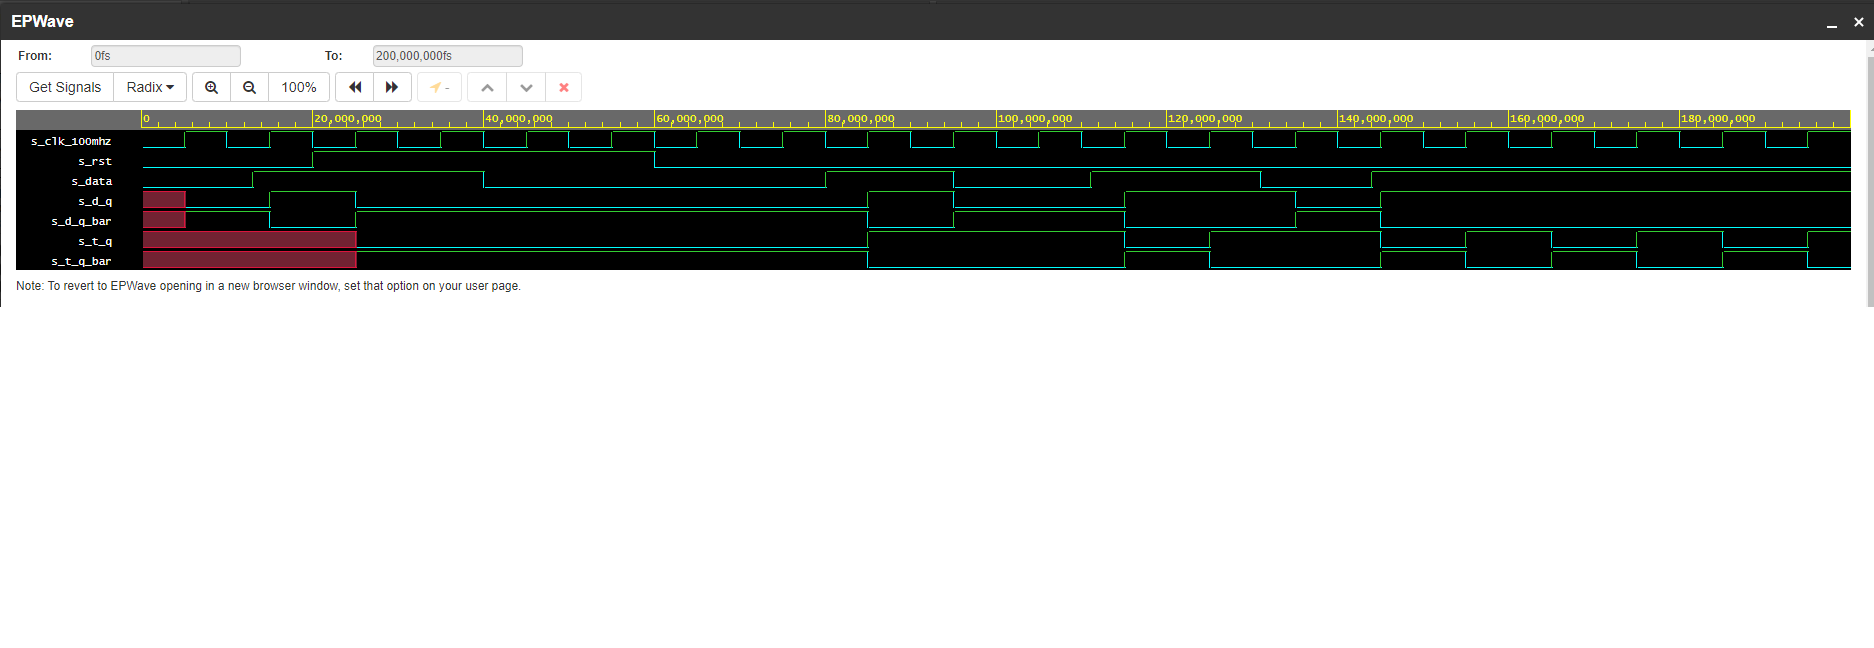 EPWave
From: 0fs To: 200,000,000fs
Get Signals Radix 100% -
0 20,000,000 40,000,000 60,000,000 80,000,000 100,000,000 120,000,000 140,000,000 160,000,000 180,000,000
s_clk_100mhz
s_rst
s_data
s_d_q
s_d_q_bar
s_t_q
s_t_q_bar
Note: To revert to EPWave opening in a new browser window, set that option on your user page.